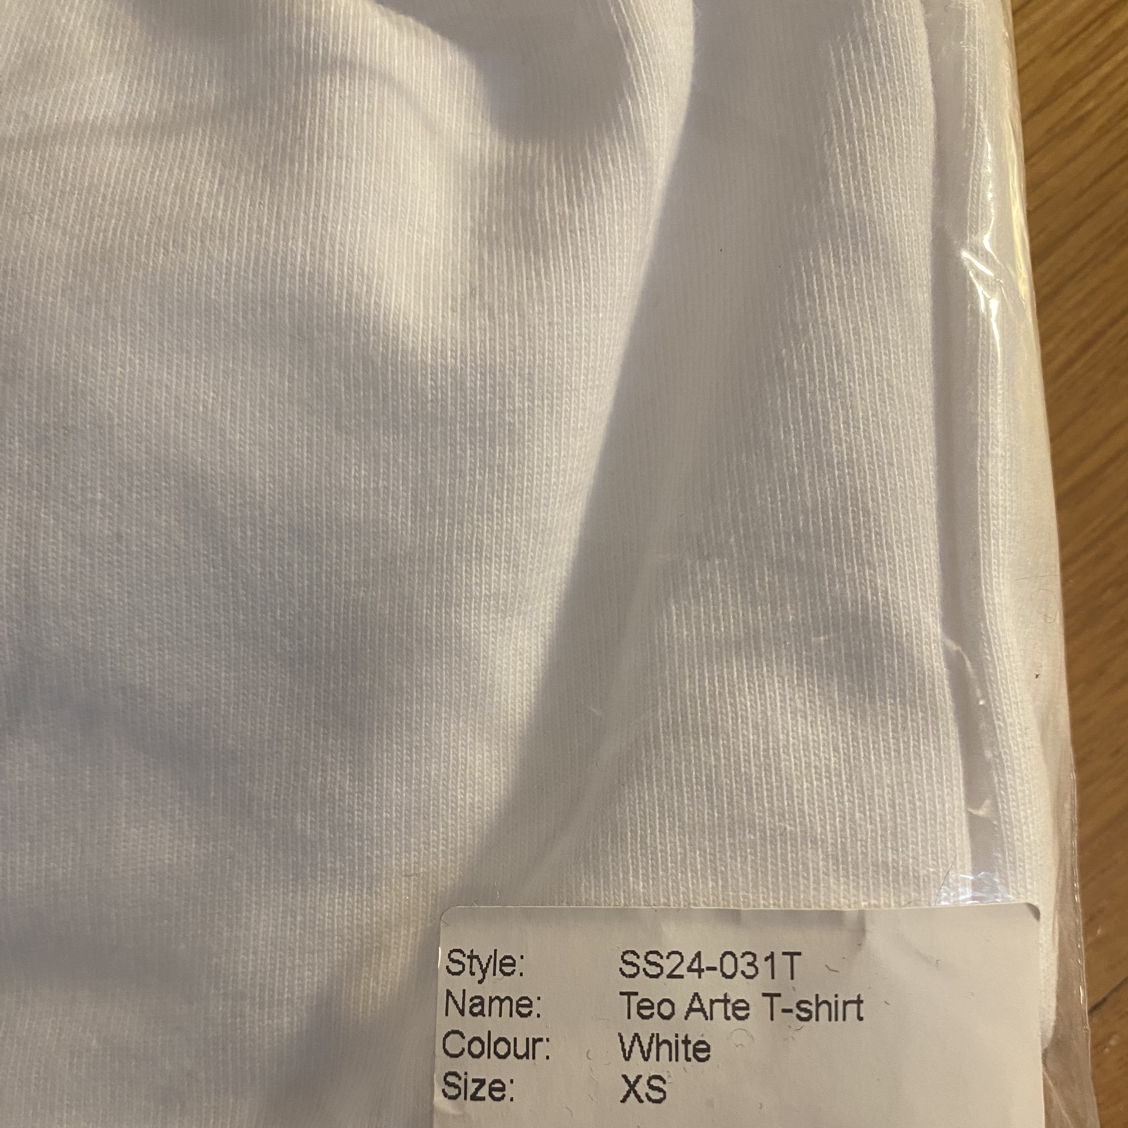 Style: SS24-031T
Name: Teo Arte T-shirt
Colour: White
Size: XS